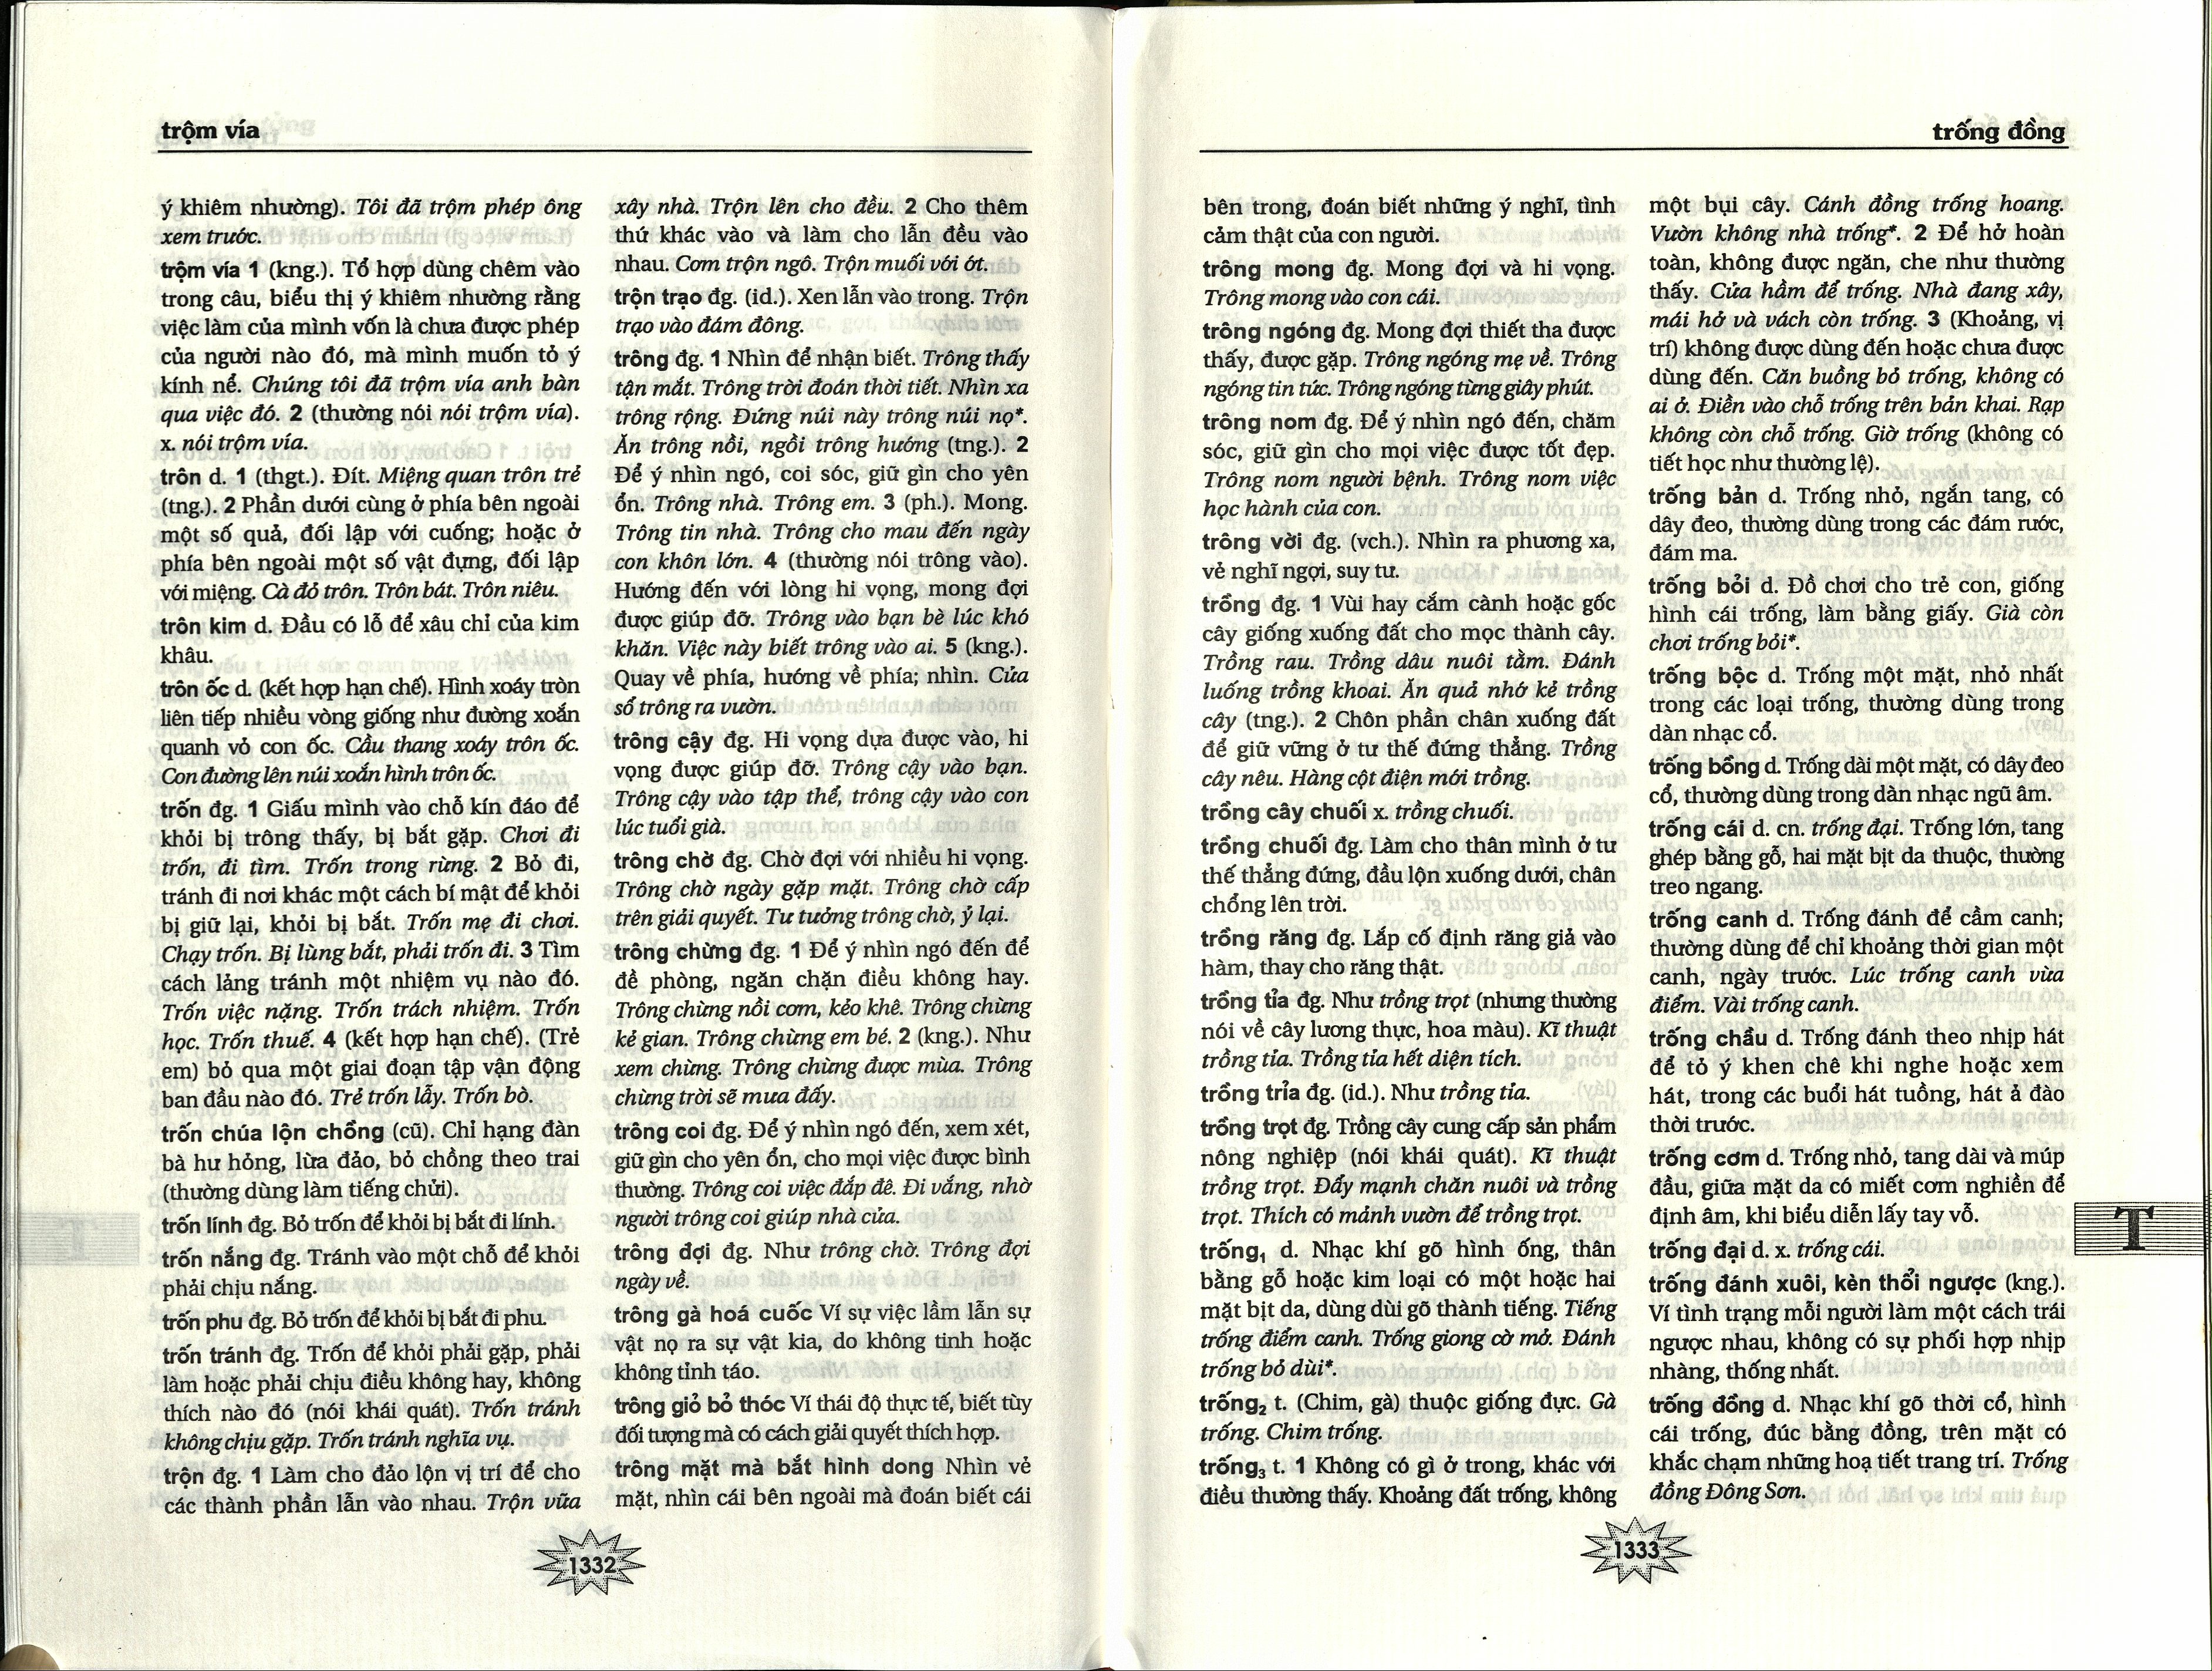 trộm vía
ý khiêm nhường). Tôi đã trộm phép ông
xem trước.
trộm vía 1 (kng.). Tổ hợp dùng chêm vào
trong câu, biểu thị ý khiêm nhường rằng
việc làm của mình vốn là chưa được phép
của người nào đó, mà mình muốn tỏ ý
kính nể. Chúng tôi đã trộm vía anh bàn
qua việc đó. 2 (thường nói nói trộm vía).
x. nói trộm vía.
trôn d. 1 (thgt.). Đít. Miệng quan trôn trẻ
(tng.). 2 Phần dưới cùng ở phía bên ngoài
một số quả, đối lập với cuống; hoặc ở
phía bên ngoài một số vật đựng, đối lập
với miệng. Cà đỏ trôn. Trôn bát. Trôn niêu.
trôn kim d. Đầu có lỗ để xâu chỉ của kim
khâu.
trôn ốc d. (kết hợp hạn chế). Hình xoáy tròn
liên tiếp nhiều vòng giống như đường xoắn
quanh vỏ con ốc. Cầu thang xoáy trôn ốc.
Con đường lên núi xoắn hình trôn ốc.
trốn đg. 1 Giấu mình vào chỗ kín đáo để
khỏi bị trông thấy, bị bắt gặp. Chơi đi
trốn, đi tìm. Trốn trong rừng. 2 Bỏ đi,
tránh đi nơi khác một cách bí mật để khỏi
bị giữ lại, khỏi bị bắt. Trốn mẹ đi chơi.
Chạy trốn. Bị lùng bắt, phải trốn đi. 3 Tìm
cách lảng tránh một nhiệm vụ nào đó.
Trốn việc nặng. Trốn trách nhiệm. Trốn
học. Trốn thuế. 4 (kết hợp hạn chế). (Trẻ
em) bỏ qua một giai đoạn tập vận động
ban đầu nào đó. Trẻ trốn lẫy. Trốn bò.
trốn chúa lộn chồng (cũ). Chỉ hạng đàn
bà hư hỏng, lừa đảo, bỏ chồng theo trai
(thường dùng làm tiếng chửi).
trốn lính đg. Bỏ trốn để khỏi bị bắt đi lính.
trốn nắng đg. Tránh vào một chỗ để khỏi
phải chịu nắng.
trốn phu đg. Bỏ trốn để khỏi bị bắt đi phu.
trốn tránh đg. Trốn để khỏi phải gặp, phải
làm hoặc phải chịu điều không hay, không
thích nào đó (nói khái quát). Trốn tránh
không chịu gặp. Trốn tránh nghĩa vụ.
trộn đg. 1 Làm cho đảo lộn vị trí để cho
các thành phần lẫn vào nhau. Trộn vữa
xây nhà. Trộn lên cho đều. 2 Cho thêm
thứ khác vào và làm cho lẫn đều vào
nhau. Cơm trộn ngô. Trộn muối với ớt.
trộn trạo đg. (id.). Xen lẫn vào trong. Trộn
trạo vào đám đông.
trông đg. 1 Nhìn để nhận biết. Trông thấy
tận mắt. Trông trời đoán thời tiết. Nhìn xa
trông rộng. Đứng núi này trông núi nọ*.
Ăn trông nồi, ngồi trông hướng (tng.). 2
Để ý nhìn ngó, coi sóc, giữ gìn cho yên
ổn. Trông nhà. Trông em. 3 (ph.). Mong.
Trông tin nhà. Trông cho mau đến ngày
con khôn lớn. 4 (thường nói trông vào).
Hướng đến với lòng hi vọng, mong đợi
được giúp đỡ. Trông vào bạn bè lúc khó
khăn. Việc này biết trông vào ai. 5 (kng.).
Quay về phía, hướng về phía; nhìn. Cửa
sổ trông ra vườn.
trông cậy đg. Hi vọng dựa được vào, hi
vọng được giúp đỡ. Trông cậy vào bạn.
Trông cậy vào tập thể, trông cậy vào con
lúc tuổi già.
trông chờ đg. Chờ đợi với nhiều hi vọng.
Trông chờ ngày gặp mặt. Trông chờ cấp
trên giải quyết. Tư tưởng trông chờ, ỷ lại.
trông chừng đg. 1 Để ý nhìn ngó đến để
đề phòng, ngăn chặn điều không hay.
Trông chừng nồi cơm, kẻo khê. Trông chừng
kẻ gian. Trông chừng em bé. 2 (kng.). Như
xem chừng. Trông chừng được mùa. Trông
chừng trời sẽ mưa đấy.
trông coi đg. Để ý nhìn ngó đến, xem xét,
giữ gìn cho yên ổn, cho mọi việc được bình
thường. Trông coi việc đắp đê. Đi vắng, nhờ
người trông coi giúp nhà cửa.
trông đợi đg. Như trông chờ. Trông đợi
ngày về.
trông gà hoá cuốc Ví sự việc lầm lẫn sự
vật nọ ra sự vật kia, do không tinh hoặc
không tỉnh táo.
trông giỏ bỏ thóc Ví thái độ thực tế, biết tùy
đối tượng mà có cách giải quyết thích hợp.
trông mặt mà bắt hình dong Nhìn vẻ
mặt, nhìn cái bên ngoài mà đoán biết cái
1332
trống đồng
bên trong, đoán biết những ý nghĩ, tình
cảm thật của con người.
trông mong đg. Mong đợi và hi vọng.
Trông mong vào con cái.
trông ngóng đg. Mong đợi thiết tha được
thấy, được gặp. Trông ngóng mẹ về. Trông
ngóng tin tức. Trông ngóng từng giây phút.
trông nom đg. Để ý nhìn ngó đến, chăm
sóc, giữ gìn cho mọi việc được tốt đẹp.
Trông nom người bệnh. Trông nom việc
học hành của con.
trông vời đg. (vch.). Nhìn ra phương xa,
vẻ nghĩ ngợi, suy tư.
trồng đg. 1 Vùi hay cắm cành hoặc gốc
cây giống xuống đất cho mọc thành cây.
Trồng rau. Trồng dâu nuôi tằm. Đánh
luống trồng khoai. Ăn quả nhớ kẻ trồng
cây (tng.). 2 Chôn phần chân xuống đất
để giữ vững ở tư thế đứng thẳng. Trồng
cây nêu. Hàng cột điện mới trồng.
trồng cây chuối x. trồng chuối.
trồng chuối đg. Làm cho thân mình ở tư
thế thẳng đứng, đầu lộn xuống dưới, chân
chổng lên trời.
trồng răng đg. Lắp cố định răng giả vào
hàm, thay cho răng thật.
trồng tỉa đg. Như trồng trọt (nhưng thường
nói về cây lương thực, hoa màu). Kĩ thuật
trồng tỉa. Trồng tỉa hết diện tích.
trồng trỉa đg. (id.). Như trồng tỉa.
trồng trọt đg. Trồng cây cung cấp sản phẩm
nông nghiệp (nói khái quát). Kĩ thuật
trồng trọt. Đẩy mạnh chăn nuôi và trồng
trọt. Thích có mảnh vườn để trồng trọt.
trống₁ d. Nhạc khí gõ hình ống, thân
bằng gỗ hoặc kim loại có một hoặc hai
mặt bịt da, dùng dùi gõ thành tiếng. Tiếng
trống điểm canh. Trống giong cờ mở. Đánh
trống bỏ dùi*.
trống₂ t. (Chim, gà) thuộc giống đực. Gà
trống. Chim trống.
trống₃ t. 1 Không có gì ở trong, khác với
điều thường thấy. Khoảng đất trống, không
một bụi cây. Cánh đồng trống hoang.
Vườn không nhà trống*. 2 Để hở hoàn
toàn, không được ngăn, che như thường
thấy. Cửa hầm để trống. Nhà đang xây,
mái hở và vách còn trống. 3 (Khoảng, vị
trí) không được dùng đến hoặc chưa được
dùng đến. Căn buồng bỏ trống, không có
ai ở. Điền vào chỗ trống trên bản khai. Rạp
không còn chỗ trống. Giờ trống (không có
tiết học như thường lệ).
trống bản d. Trống nhỏ, ngắn tang, có
dây đeo, thường dùng trong các đám rước,
đám ma.
trống bỏi d. Đồ chơi cho trẻ con, giống
hình cái trống, làm bằng giấy. Già còn
chơi trống bỏi*.
trống bộc d. Trống một mặt, nhỏ nhất
trong các loại trống, thường dùng trong
dàn nhạc cổ.
trống bồng d. Trống dài một mặt, có dây đeo
cổ, thường dùng trong dàn nhạc ngũ âm.
trống cái d. cn. trống đại. Trống lớn, tang
ghép bằng gỗ, hai mặt bịt da thuộc, thường
treo ngang.
trống canh d. Trống đánh để cầm canh;
thường dùng để chỉ khoảng thời gian một
canh, ngày trước. Lúc trống canh vừa
điểm. Vài trống canh.
trống chầu d. Trống đánh theo nhịp hát
để tỏ ý khen chê khi nghe hoặc xem
hát, trong các buổi hát tuồng, hát ả đào
thời trước.
trống cơm d. Trống nhỏ, tang dài và múp
đầu, giữa mặt da có miết cơm nghiền để
định âm, khi biểu diễn lấy tay vỗ.
trống đại d. x. trống cái.
trống đánh xuôi, kèn thổi ngược (kng.).
Ví tình trạng mỗi người làm một cách trái
ngược nhau, không có sự phối hợp nhịp
nhàng, thống nhất.
trống đồng d. Nhạc khí gõ thời cổ, hình
cái trống, đúc bằng đồng, trên mặt có
khắc chạm những hoạ tiết trang trí. Trống
đồng Đông Sơn.
T
1333